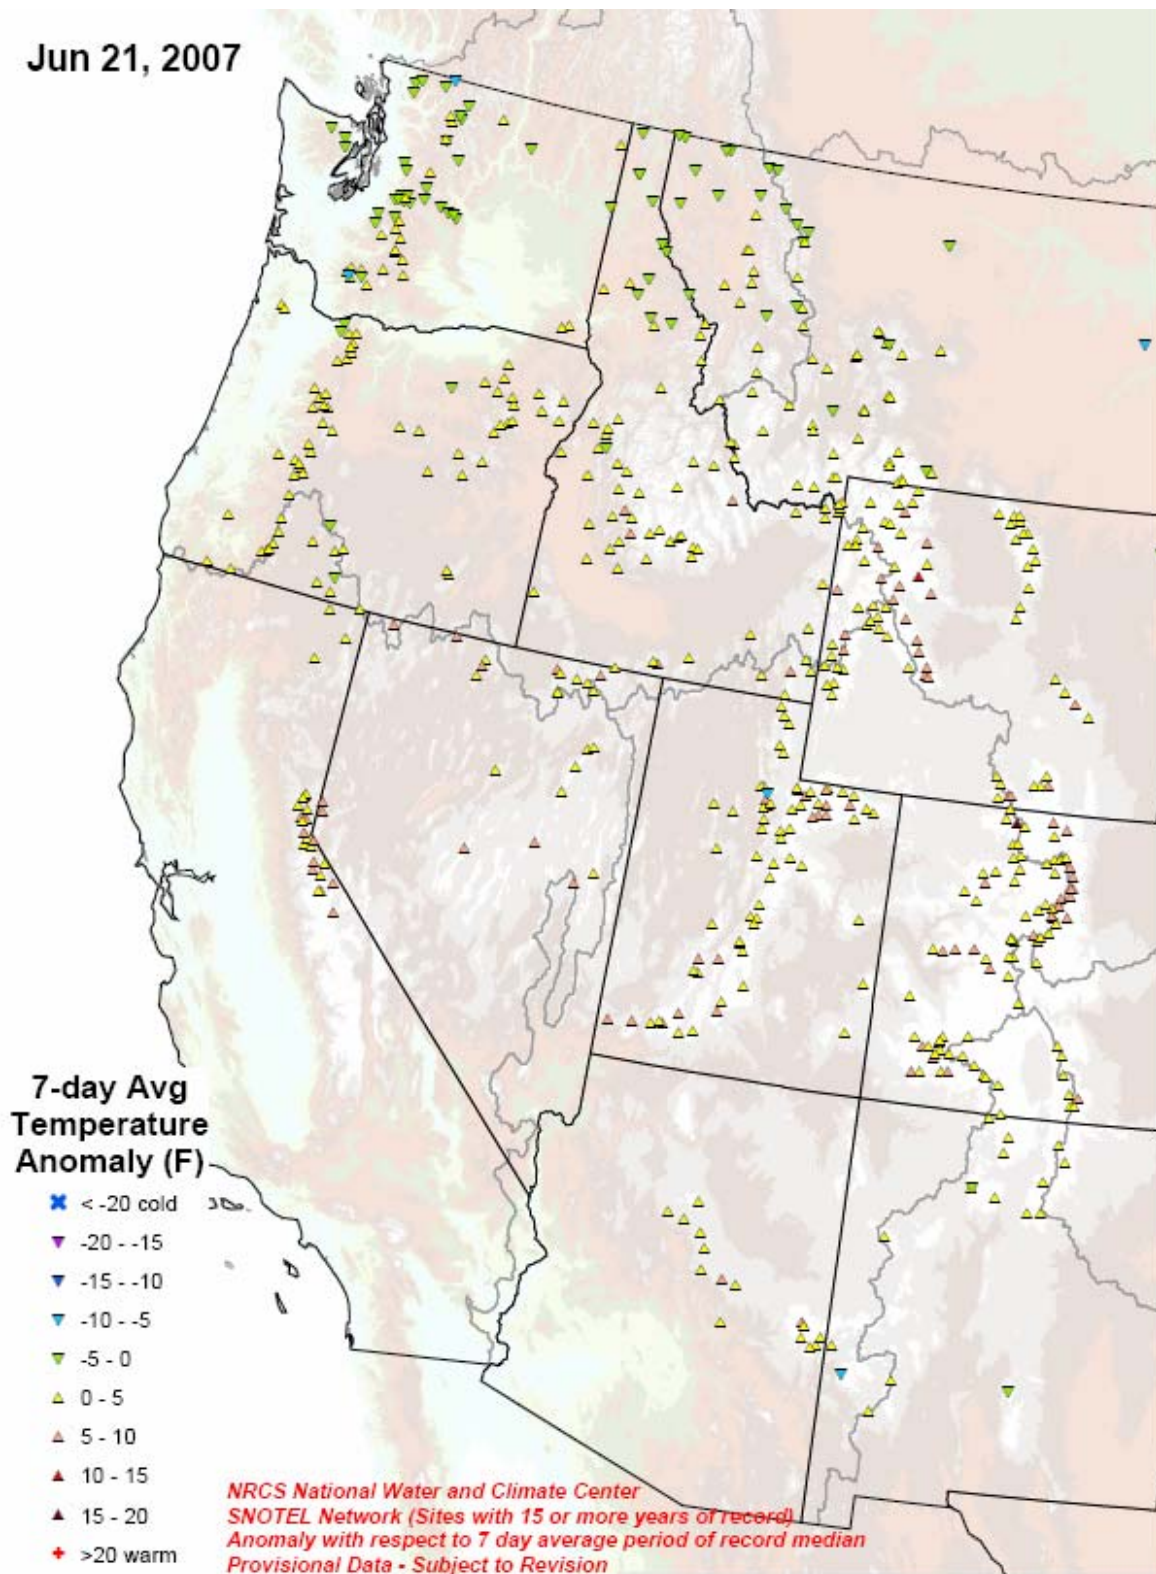 Jun 21, 2007
7-day Avg
Temperature
Anomaly (F)
< -20 cold
-20 - -15
-15 - -10
-10 - -5
-5 - 0
0 - 5
5 - 10
10 - 15
15 - 20
>20 warm
NRCS National Water and Climate Center
SNOTEL Network (Sites with 15 or more years of record)
Anomaly with respect to 7 day average period of record median
Provisional Data - Subject to Revision